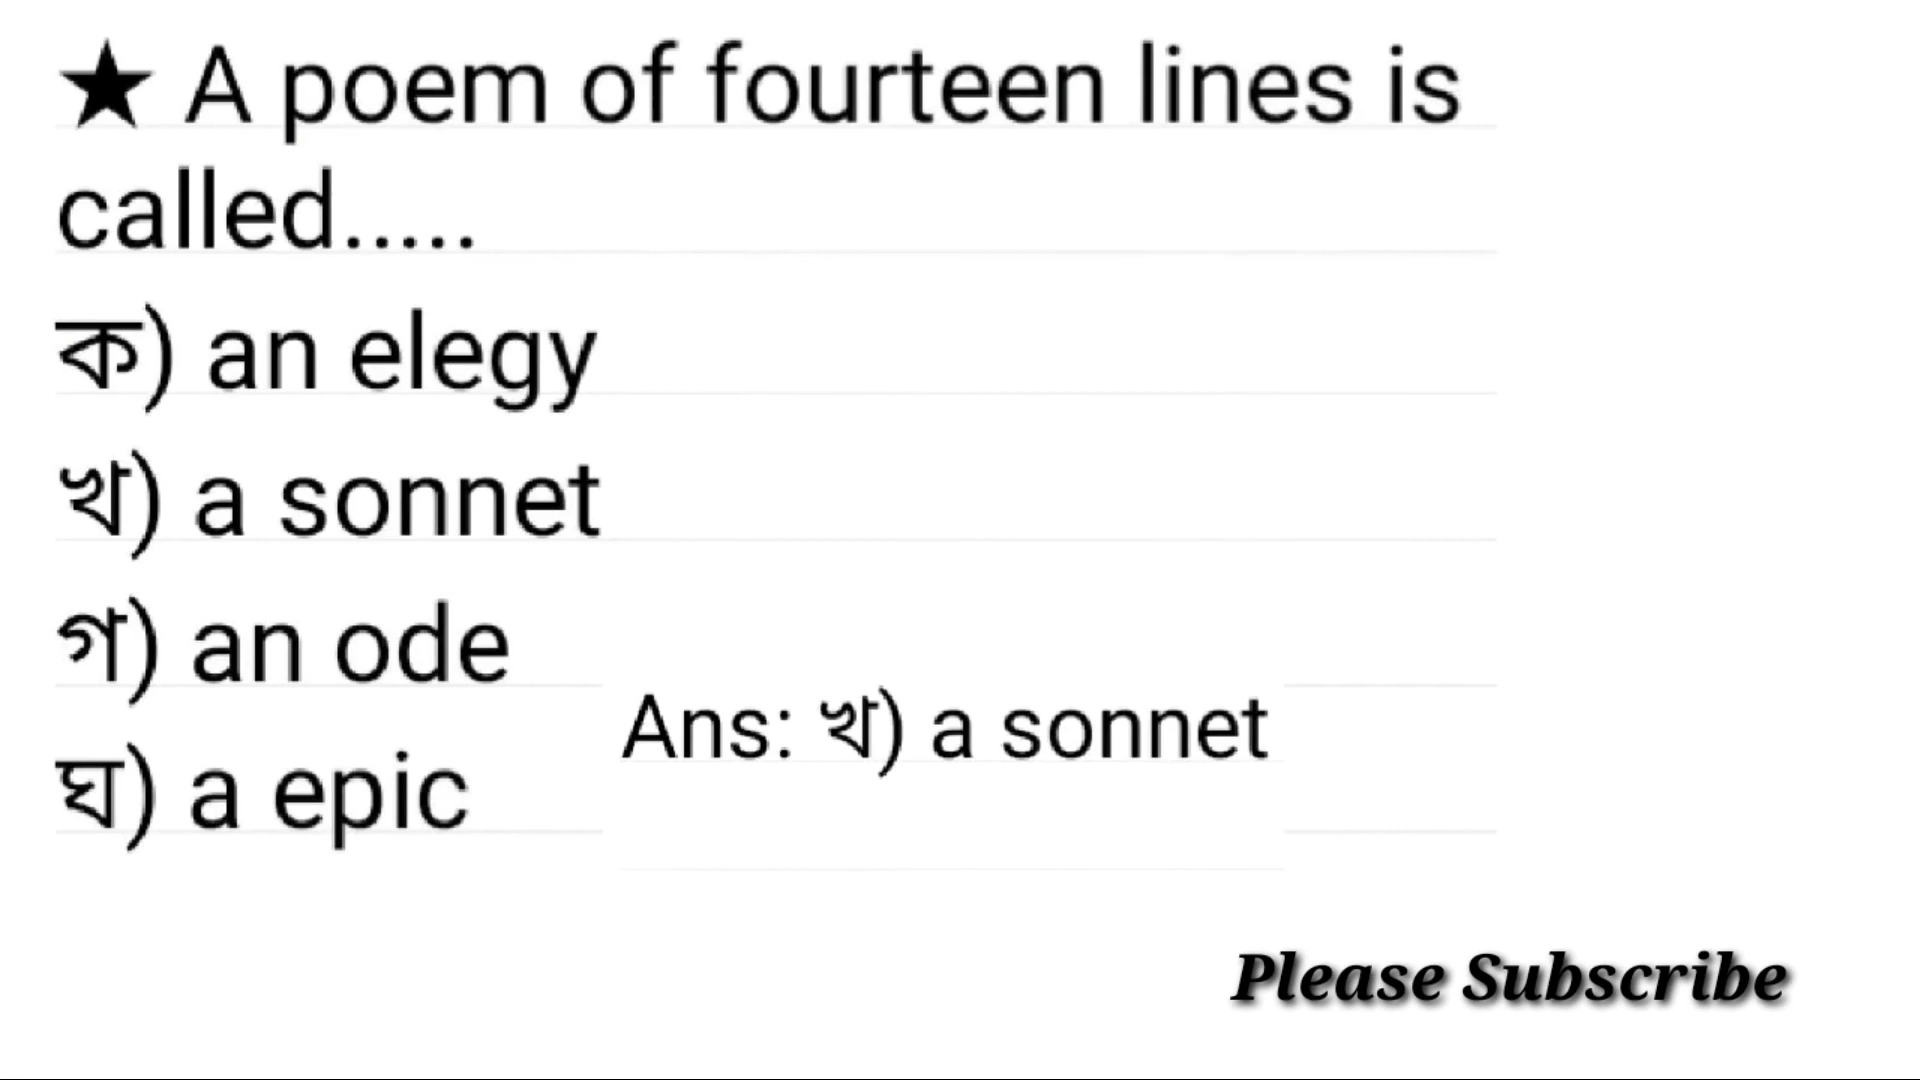 ★ A poem of fourteen lines is
called.....
ক) an elegy
খ) a sonnet
গ) an ode
ঘ) a epic
Ans: খ) a sonnet
Please Subscribe